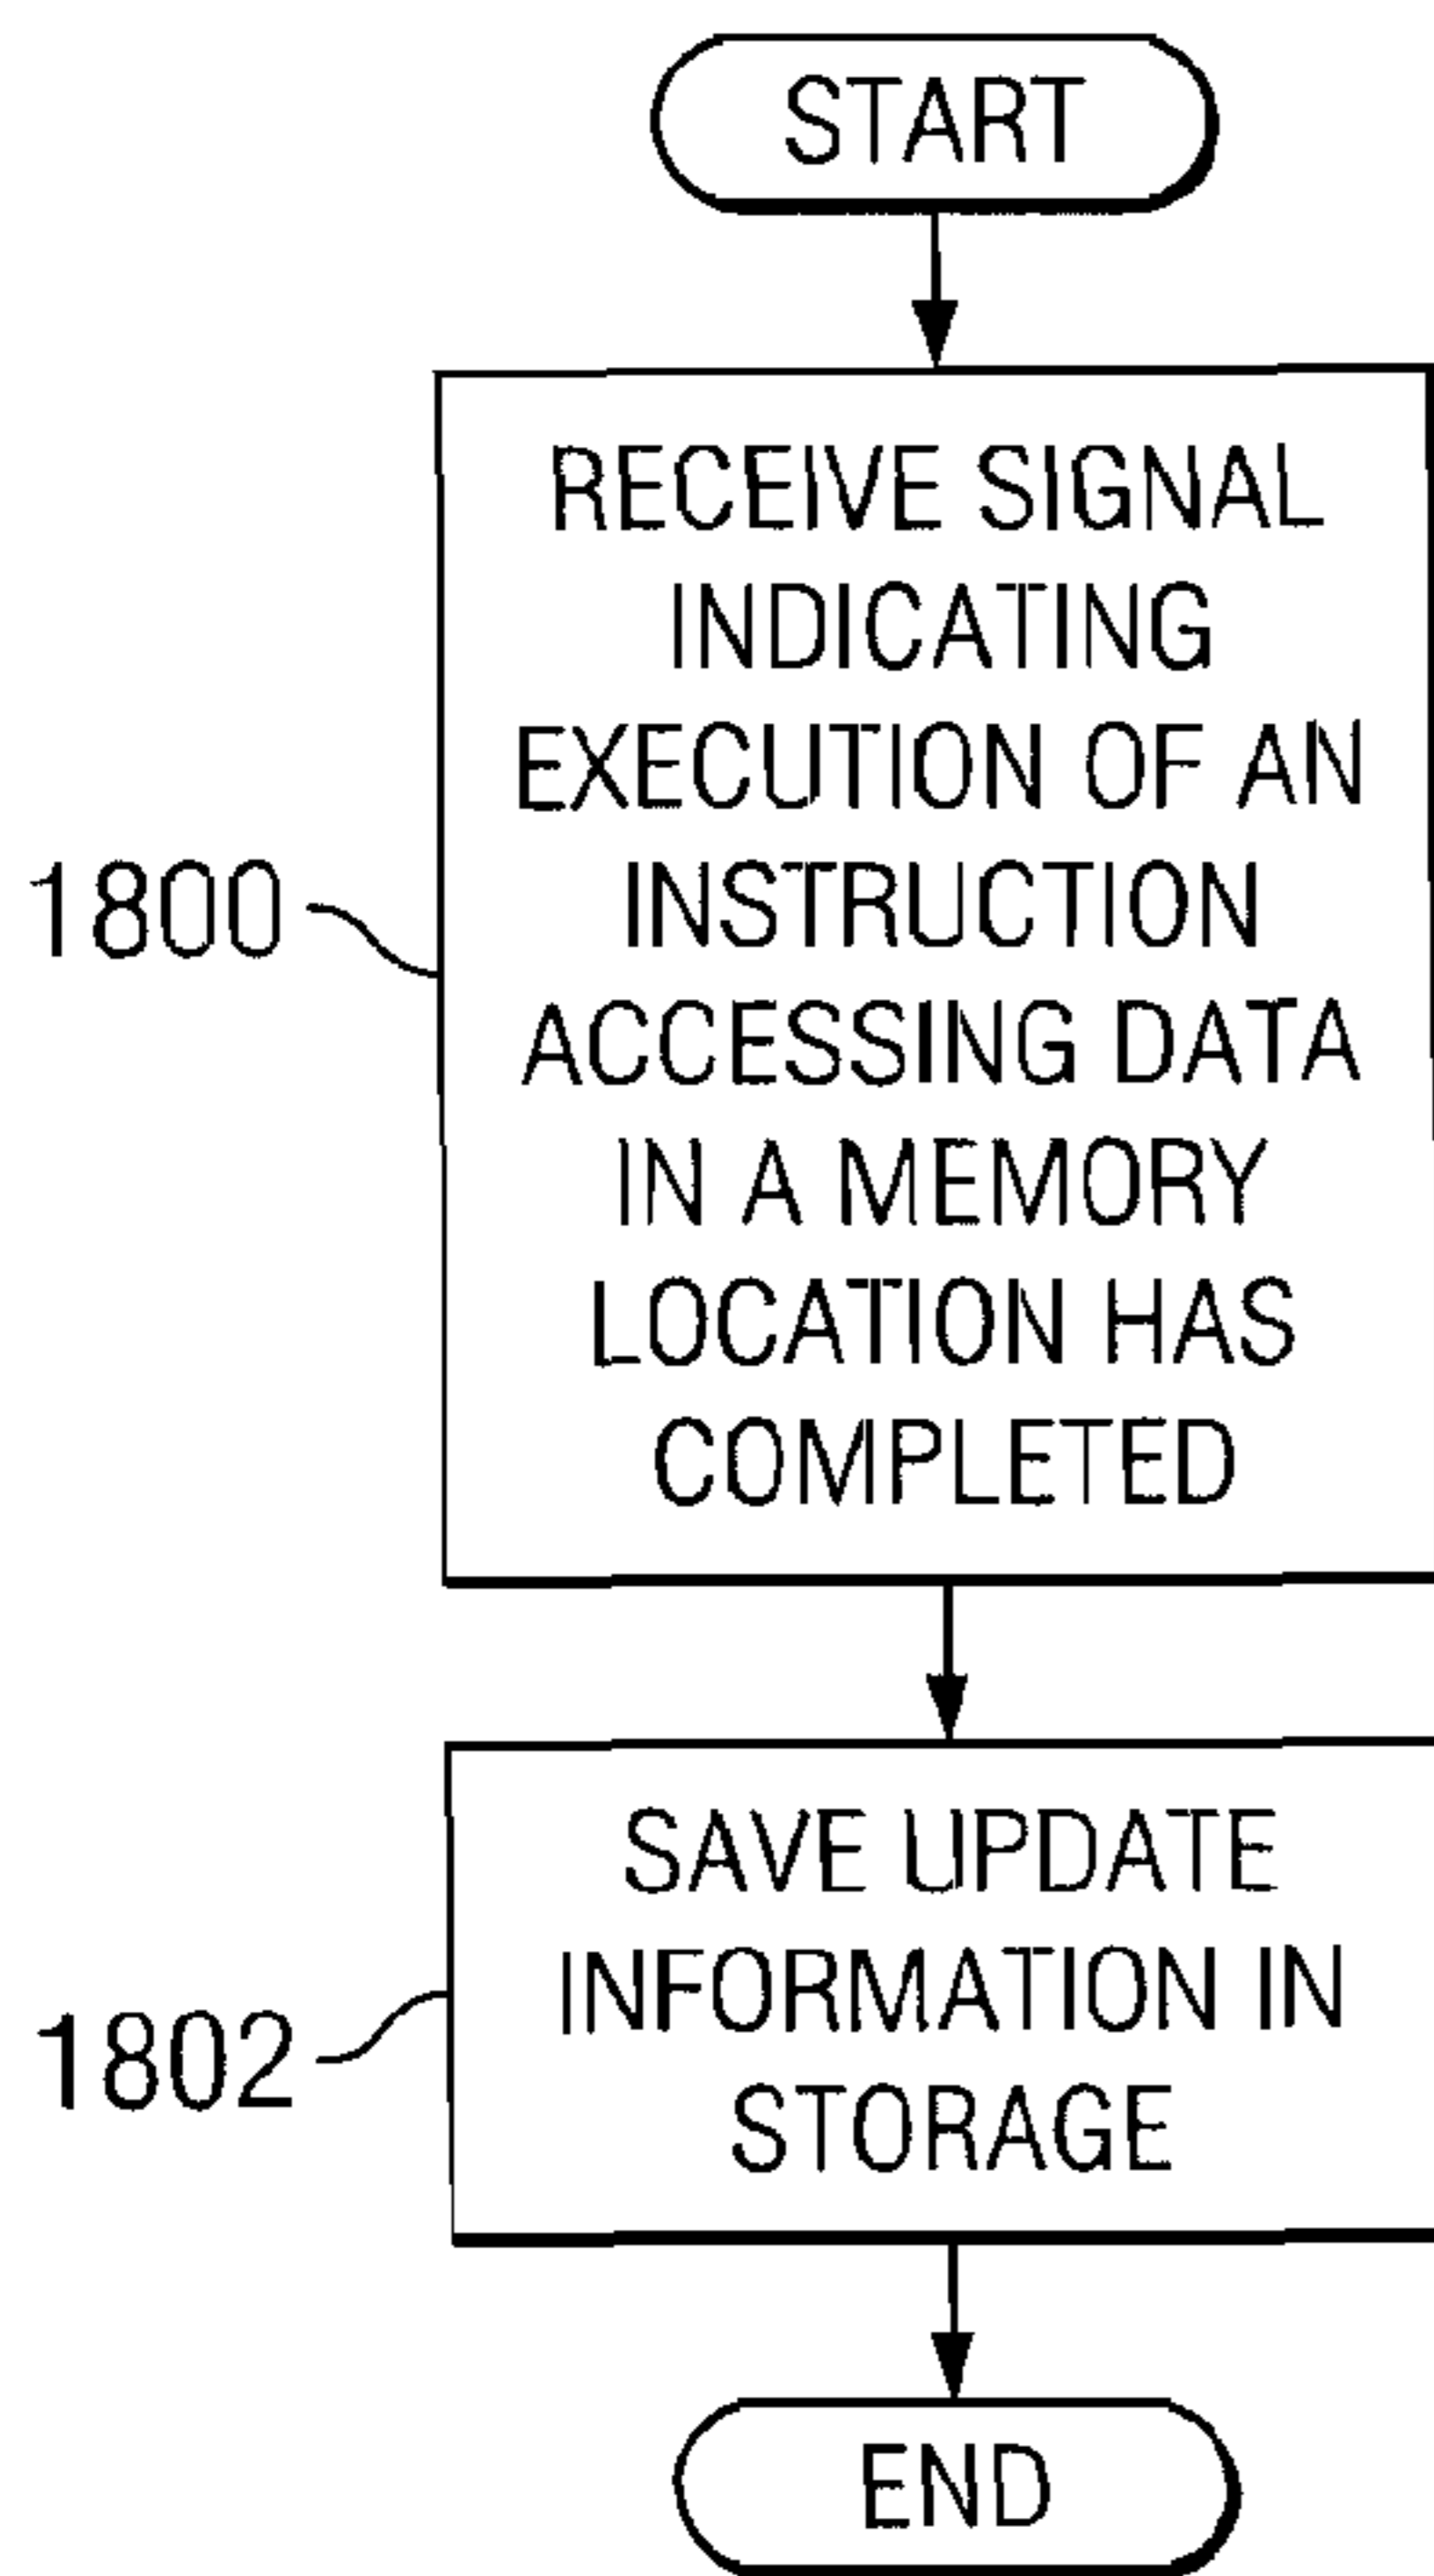 START
RECEIVE SIGNAL
INDICATING
EXECUTION OF AN
INSTRUCTION
1800
ACCESSING DATA
IN A MEMORY
LOCATION HAS
COMPLETED
SAVE UPDATE
INFORMATION IN
1802
STORAGE
END